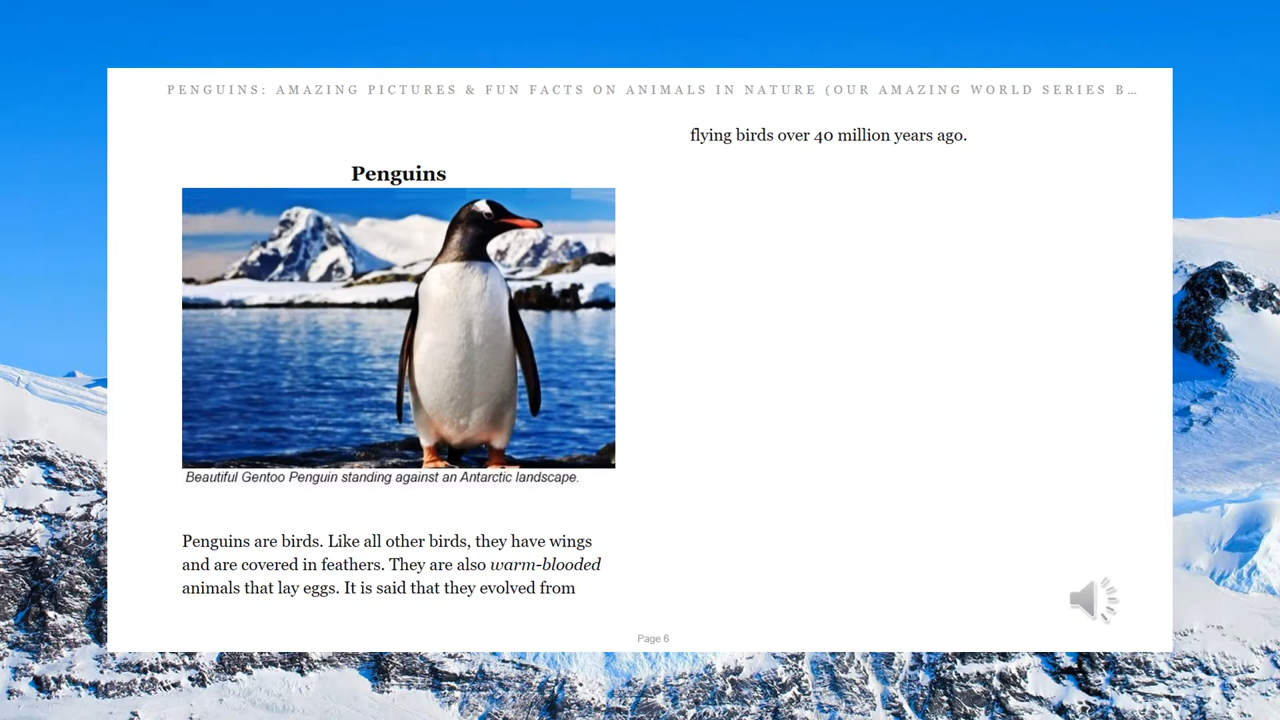 PENGUINS: AMAZING PICTURES & FUN FACTS ON ANIMALS IN NATURE (OUR AMAZING WORLD SERIES B…
Penguins
Beautiful Gentoo Penguin standing against an Antarctic landscape.
Penguins are birds. Like all other birds, they have wings
and are covered in feathers. They are also warm-blooded
animals that lay eggs. It is said that they evolved from
flying birds over 40 million years ago.
Page 6